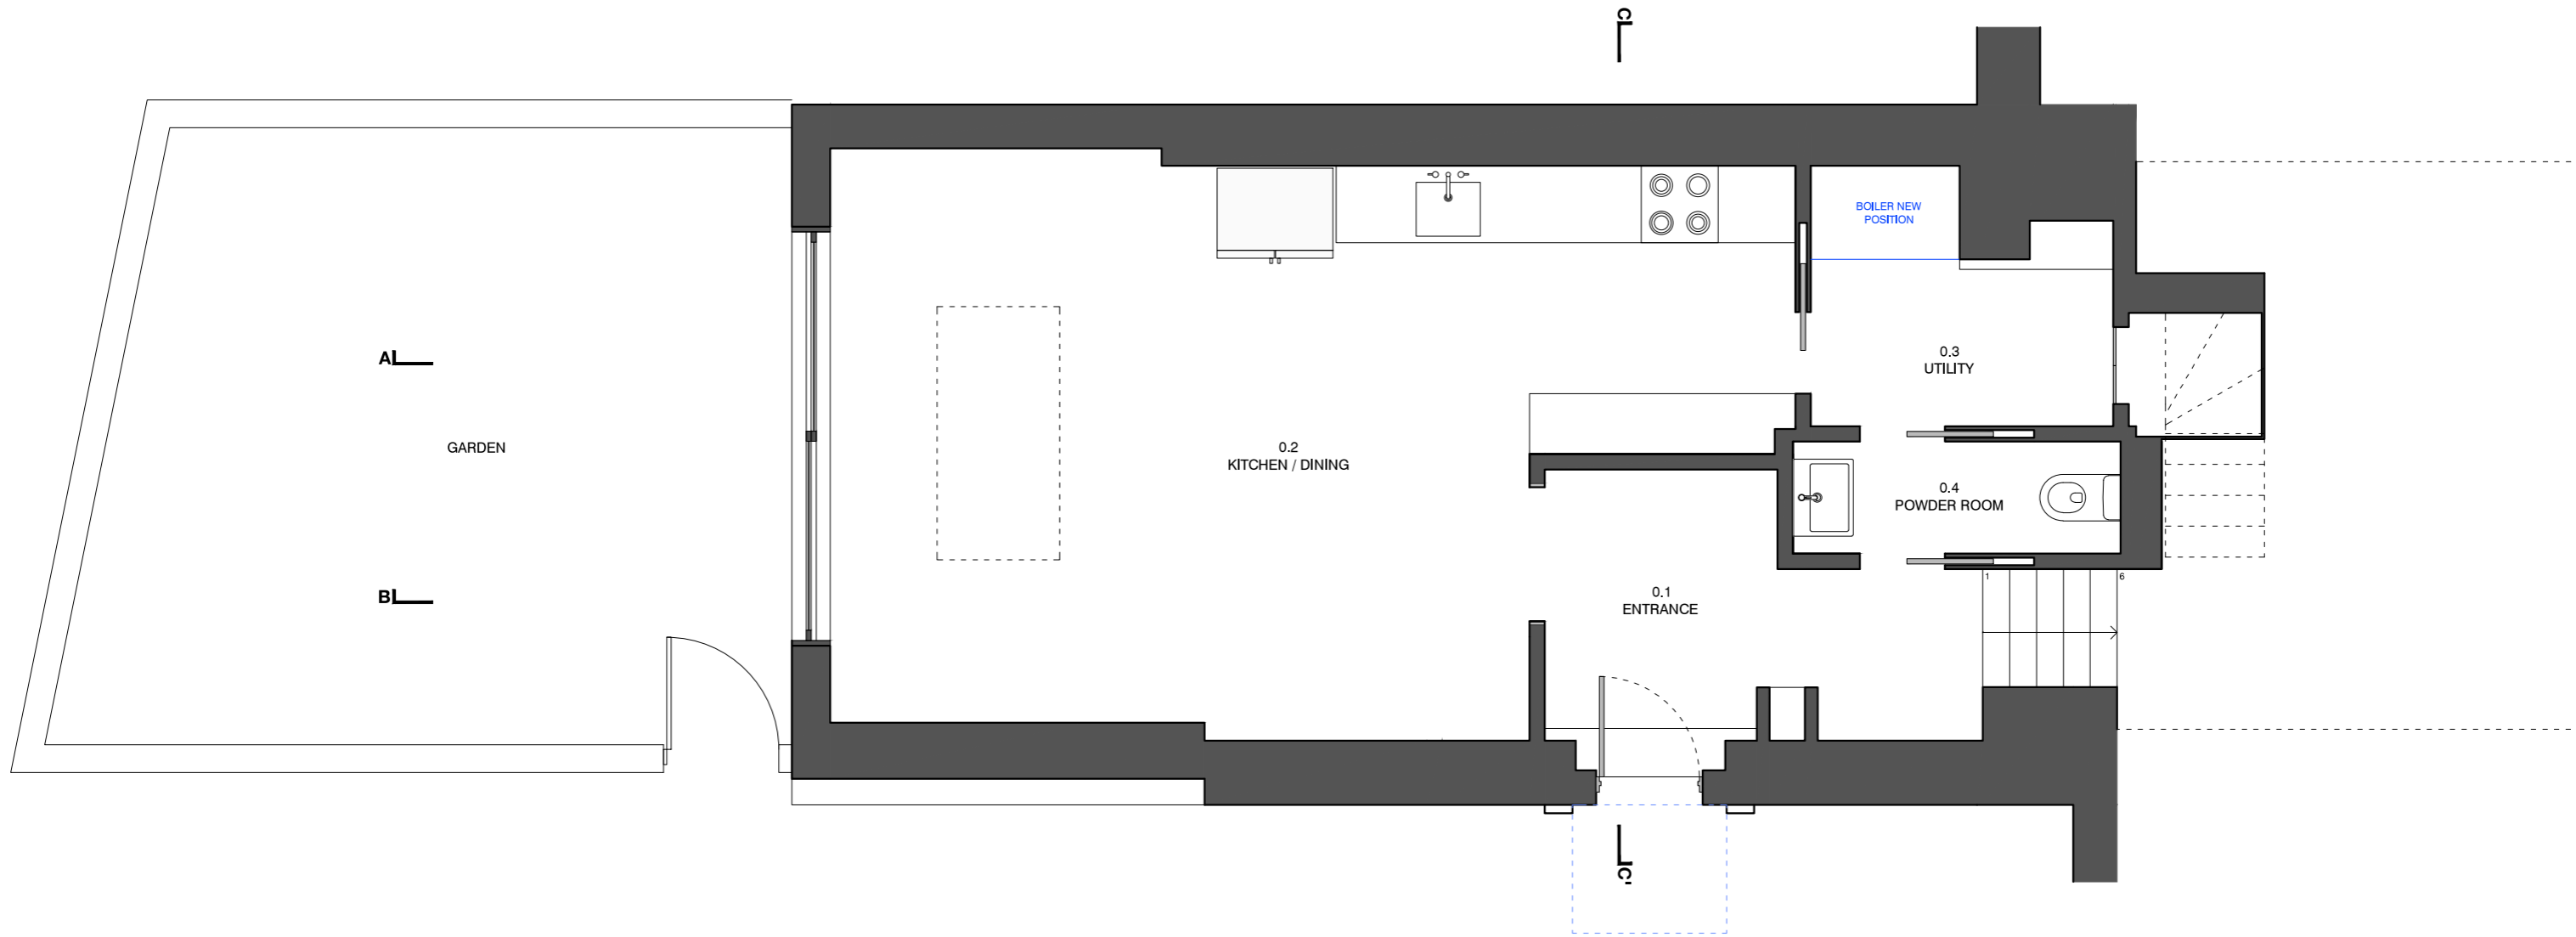 C
BOILER NEW
POSITION
A
0.3
UTILITY
GARDEN
0.2
KITCHEN / DINING
0.4
POWDER ROOM
1
6
B
0.1
ENTRANCE
C'